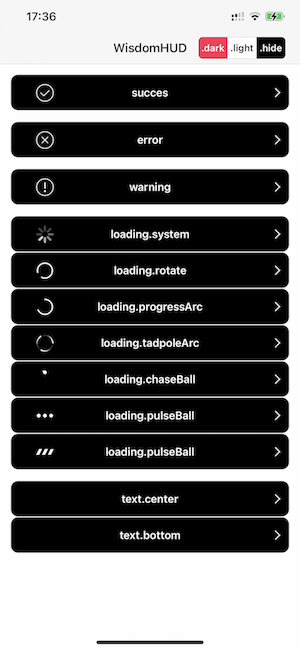 17:36
WisdomHUD .dark .light .hide
succes
error
warning
loading.system
loading.rotate
loading.progressArc
loading.tadpoleArc
loading.chaseBall
loading.pulseBall
loading.pulseBall
text.center
text.bottom